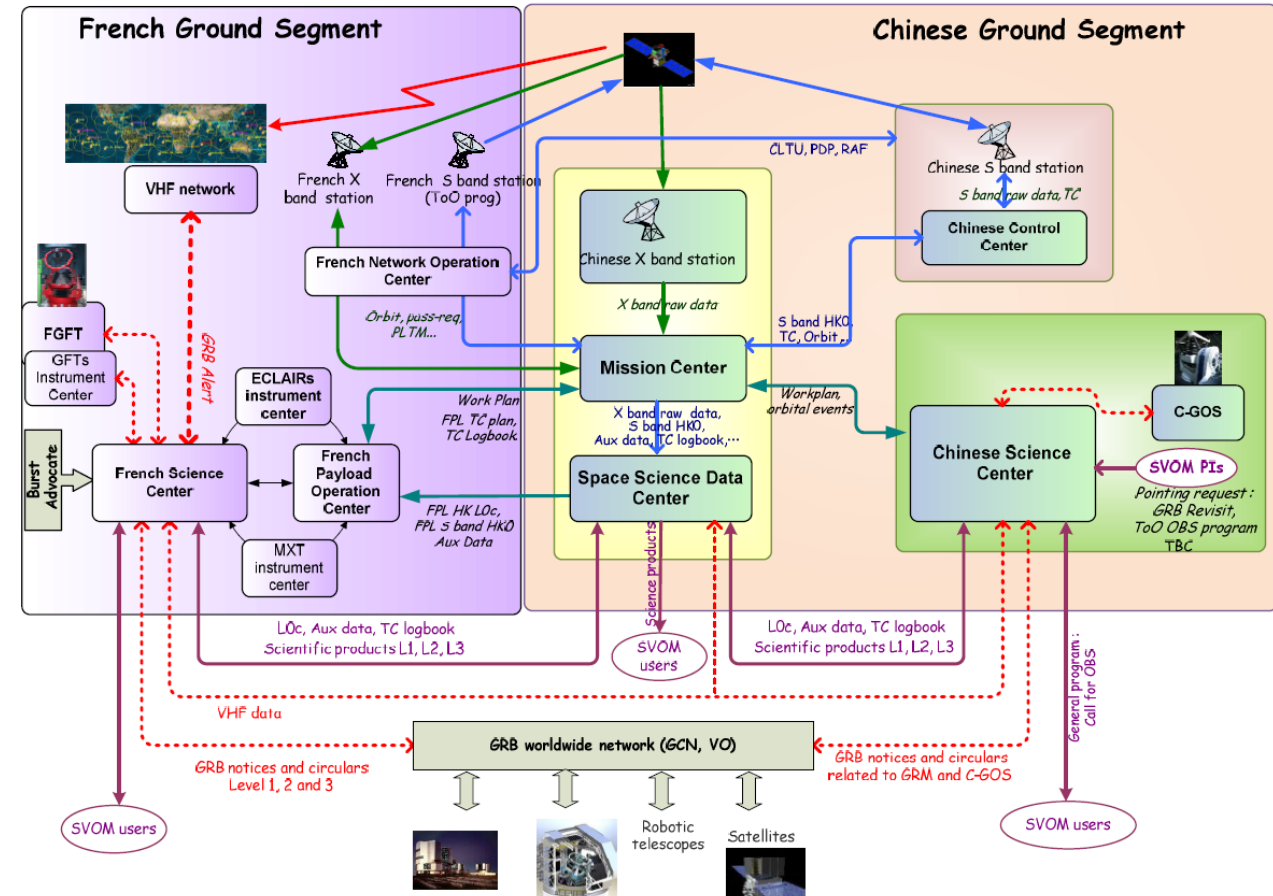 French Ground Segment
Chinese Ground Segment
VHF network
French X
band station
French S band station
(ToO prog)
CLTU, PDP, RAF
Chinese S band station
S band raw data, TC
Chinese Control
Center
Chinese X band station
French Network Operation
Center
X band raw data
Orbit, pass-req,
PLTM...
S band HK0,
TC, Orbit,..
GRB Alert
FGFT
GFTs
Instrument
Center
ECLAIRs
instrument
center
Mission Center
Work Plan
FPL TC plan,
TC Logbook
Workplan,
orbital events
C-GOS
X band raw data,
S band HK0,
Aux data, TC logbook,...
Burst
Advocate
French Science
Center
French
Payload
Operation
Center
Space Science Data
Center
Chinese Science
Center
SVOM PIs
Pointing request :
GRB Revisit,
ToO OBS program
TBC
FPL HK L0c,
FPL S band HK0
Aux Data
MXT
instrument
center
Science products
L0c, Aux data, TC logbook
Scientific products L1, L2, L3
SVOM
users
L0c, Aux data, TC logbook
Scientific products L1, L2, L3
General program :
Call for OBS
VHF data
GRB worldwide network (GCN, VO)
GRB notices and circulars
Level 1, 2 and 3
GRB notices and circulars
related to GRM and C-GOS
SVOM users
Robotic
telescopes
Satellites
SVOM users